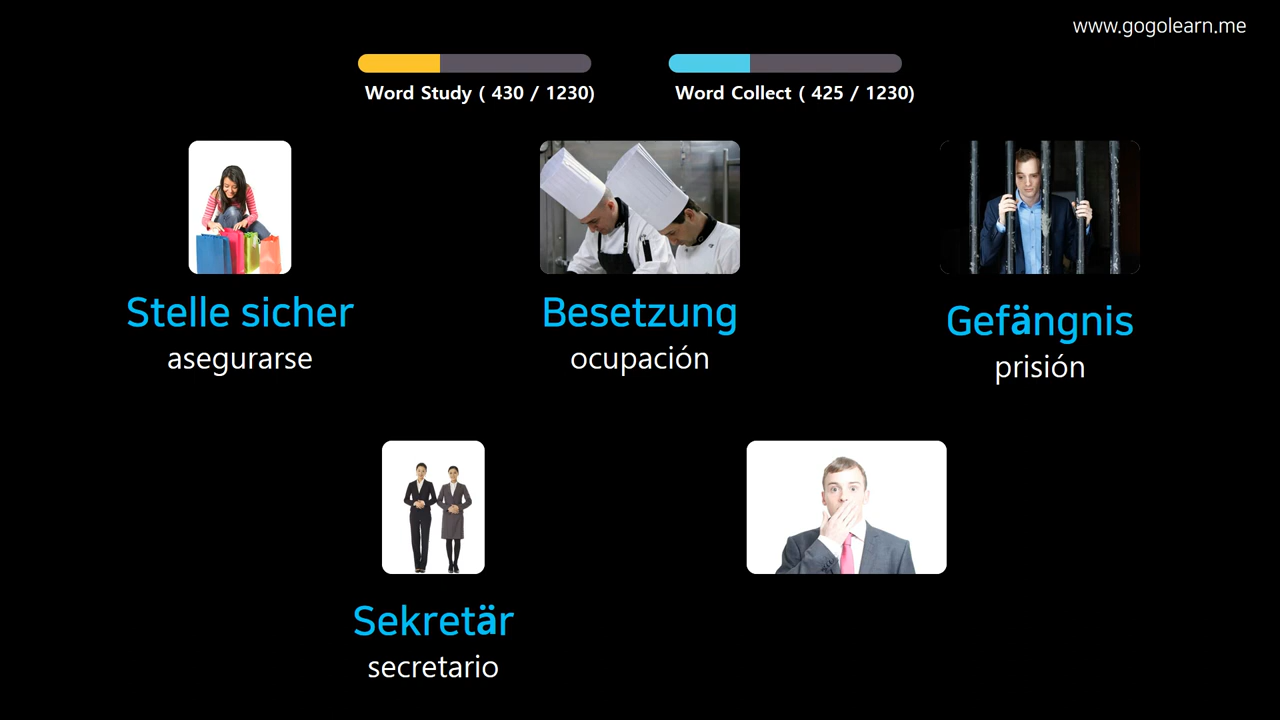 www.gogolearn.me
Word Study ( 430 / 1230)
Word Collect ( 425 / 1230)
Stelle sicher
asegurarse
Besetzung
ocupación
Gefängnis
prisión
Sekretär
secretario